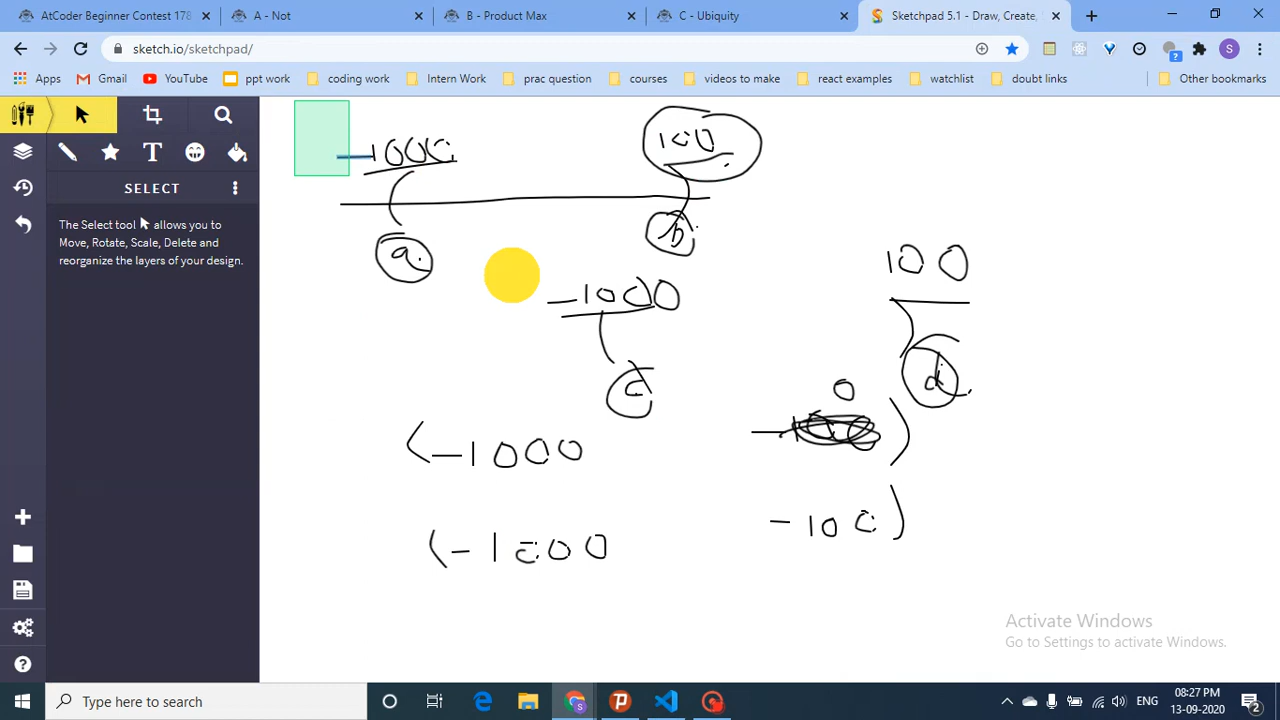 AtCoder Beginner Contest 178
A - Not
B - Product Max
C - Ubiquity
Sketchpad 5.1 - Draw, Create,
sketch.io/sketchpad/
Apps
Gmail
YouTube
ppt work
coding work
Intern Work
prac question
courses
videos to make
react examples
watchlist
doubt links
Other bookmarks
SELECT
The Select tool allows you to
Move, Rotate, Scale, Delete and
reorganize the layers of your design.
-1000
100
a
b
-1000
100
c
d
0
(-1000
)
(-1000
-100)
Activate Windows
Go to Settings to activate Windows.
Type here to search
ENG
08:27 PM
13-09-2020
2